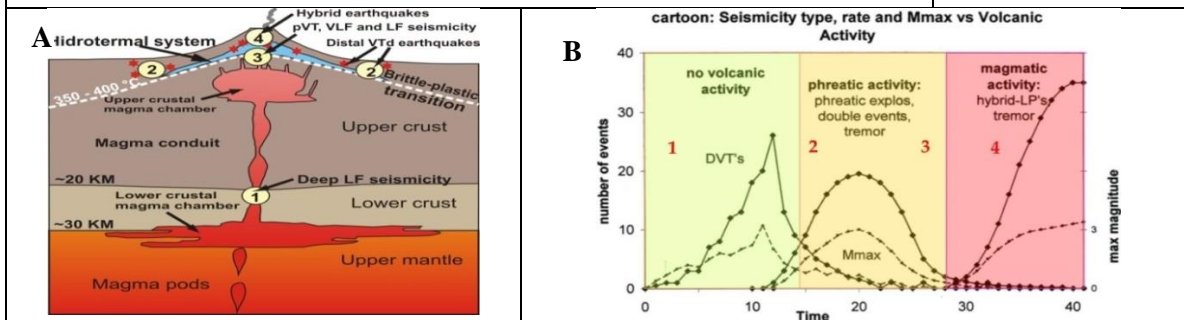 A
Hidrotermal system
Hybrid earthquakes
pVT, VLF and LF seismicity
Distal VTd earthquakes
4
3
2
2
350 - 400 °C
Brittle-plastic
transition
Upper crustal
magma chamber
Upper crust
Magma conduit
~20 KM
Deep LF seismicity
1
Lower crustal
magma chamber
Lower crust
~30 KM
Upper mantle
Magma pods
B
cartoon: Seismicity type, rate and Mmax vs Volcanic
Activity
40
30
20
10
0
number of events
no volcanic
activity
phreatic activity:
phreatic explos,
double events,
tremor
magmatic
activity:
hybrid-LP's
tremor
1
2
3
4
DVT's
Mmax
3
0
max magnitude
0
10
20
30
40
Time